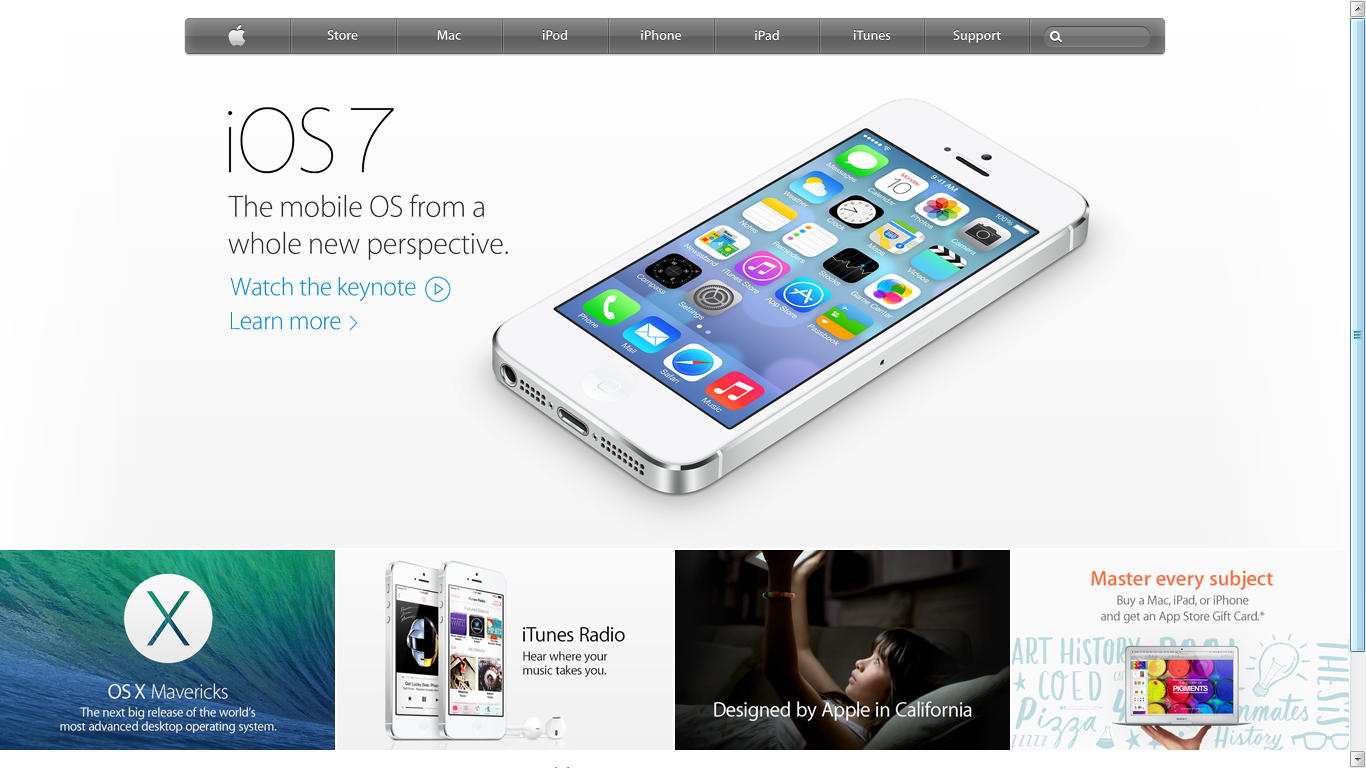 Store Mac iPod iPhone iPad iTunes Support
iOS 7
The mobile OS from a
whole new perspective.
Watch the keynote
Learn more
9:41 AM
100%
Messages
Calendar
Photos
Camera
Weather
Clock
Maps
Videos
Notes
Reminders
Stocks
Game Center
Newsstand
iTunes Store
App Store
Passbook
Compass
Settings
Phone
Mail
Safari
Music
Monday
10
OS X Mavericks
The next big release of the world's
most advanced desktop operating system.
iTunes Radio
Hear where your
music takes you.
iTunes Radio
Featured Stations
Designed by Apple in California
Master every subject
Buy a Mac, iPad, or iPhone
and get an App Store Gift Card.*
ART HISTORY
COED
Pizza
PIGMENTS
History
THESIS